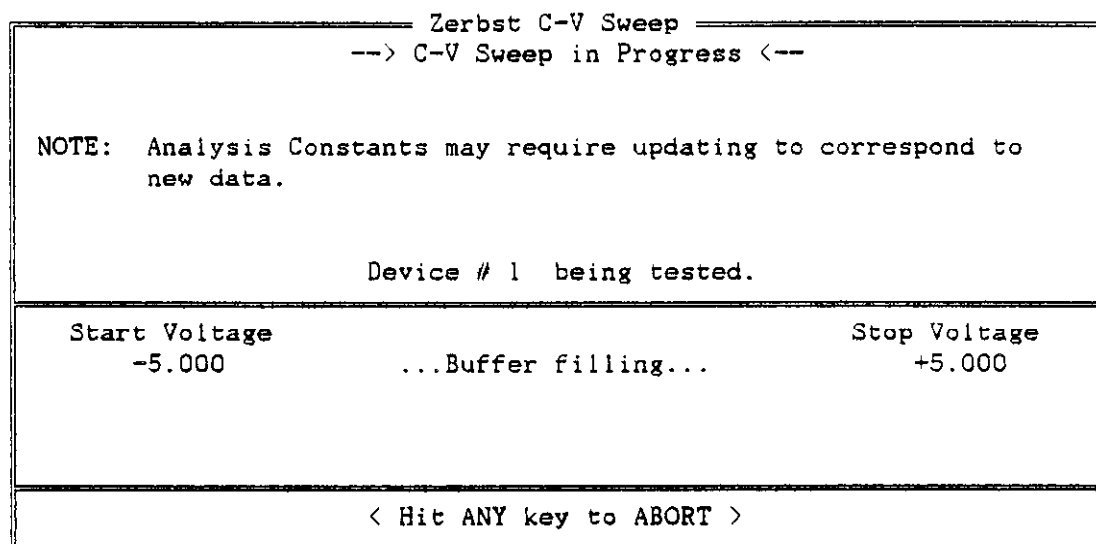 Zerbst C-V Sweep
--> C-V Sweep in Progress <--
NOTE: Analysis Constants may require updating to correspond to
new data.
Device # 1 being tested.
Start Voltage Stop Voltage
-5.000 ...Buffer filling... +5.000
< Hit ANY key to ABORT >